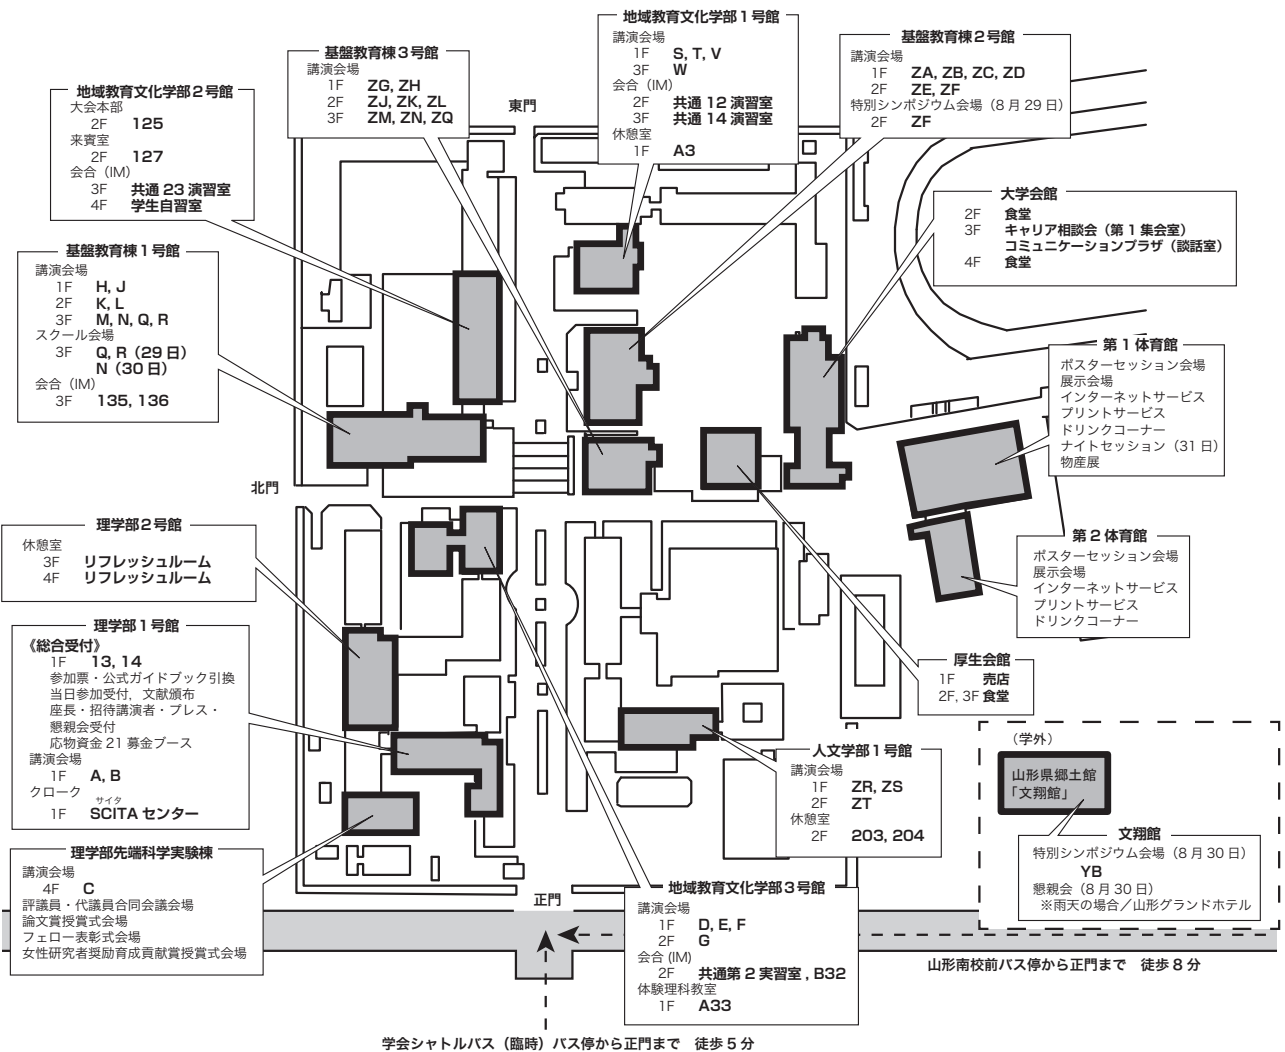 地域教育文化学部1号館
講演会場
1F S, T, V
3F W
会合（IM）
2F 共通 12 演習室
3F 共通 14 演習室
休憩室
1F A3
基盤教育棟2号館
講演会場
1F ZA, ZB, ZC, ZD
2F ZE, ZF
特別シンポジウム会場（8 月 29 日）
2F ZF
基盤教育棟3号館
講演会場
1F ZG, ZH
2F ZJ, ZK, ZL
3F ZM, ZN, ZQ
東門
地域教育文化学部2号館
大会本部
2F 125
来賓室
2F 127
会合（IM）
3F 共通 23 演習室
4F 学生自習室
大学会館
2F 食堂
3F キャリア相談会（第 1 集会室）
コミュニケーションプラザ（談話室）
4F 食堂
基盤教育棟1号館
講演会場
1F H, J
2F K, L
3F M, N, Q, R
スクール会場
3F Q, R（29 日）
N（30 日）
会合（IM）
3F 135, 136
第1体育館
ポスターセッション会場
展示会場
インターネットサービス
プリントサービス
ドリンクコーナー
ナイトセッション（31 日）
物産展
北門
理学部2号館
休憩室
3F リフレッシュルーム
4F リフレッシュルーム
第2体育館
ポスターセッション会場
展示会場
インターネットサービス
プリントサービス
ドリンクコーナー
理学部1号館
《総合受付》
1F 13, 14
参加票・公式ガイドブック引換
当日参加受付，文献頒布
座長・招待講演者・プレス・
懇親会受付
応物資金 21 募金ブース
講演会場
1F A, B
クローク
サイタ
1F SCITA センター
厚生会館
1F 売店
2F, 3F 食堂
人文学部1号館
講演会場
1F ZR, ZS
2F ZT
休憩室
2F 203, 204
（学外）
山形県郷土館
「文翔館」
文翔館
特別シンポジウム会場（8 月 30 日）
YB
懇親会（8 月 30 日）
※雨天の場合／山形グランドホテル
理学部先端科学実験棟
講演会場
4F C
評議員・代議員合同会議会場
論文賞授賞式会場
フェロー表彰式会場
女性研究者奨励育成貢献賞授賞式会場
正門
地域教育文化学部3号館
講演会場
1F D, E, F
2F G
会合 (IM)
2F 共通第 2 実習室 , B32
体験理科教室
1F A33
山形南校前バス停から正門まで 徒歩 8 分
学会シャトルバス（臨時）バス停から正門まで 徒歩 5 分